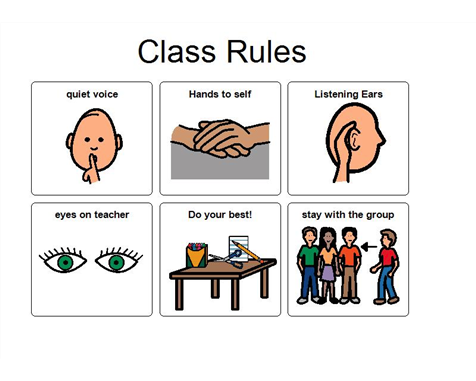 Class Rules
quiet voice
Hands to self
Listening Ears
eyes on teacher
Do your best!
stay with the group